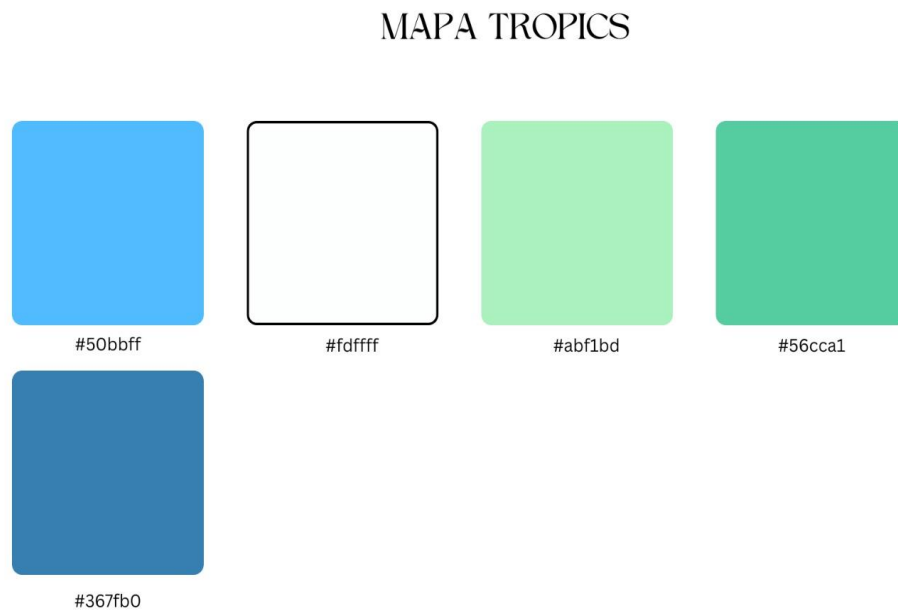 MAPA TROPICS
#50bbff
#fdffff
#abf1bd
#56cca1
#367fb0